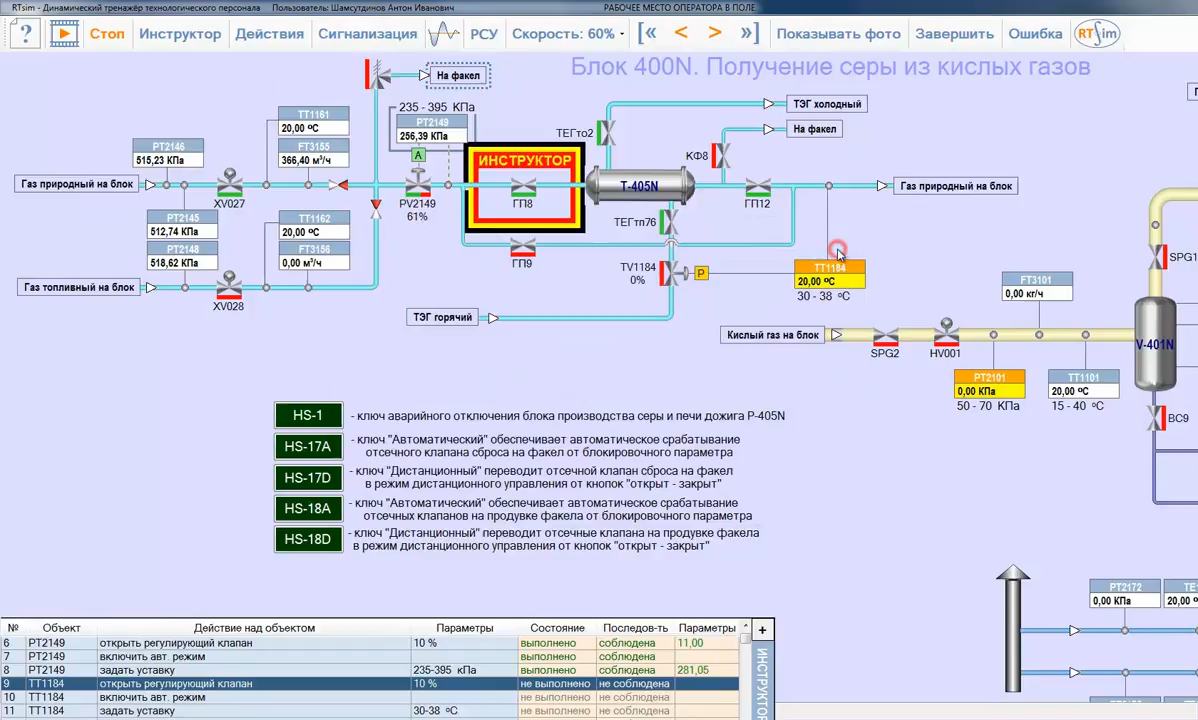 RTsim - Динамический тренажёр технологического персонала Пользователь: Шамсутдинов Антон Иванович РАБОЧЕЕ МЕСТО ОПЕРАТОРА В ПОЛЕ
? Стоп Инструктор Действия Сигнализация РСУ Скорость: 60% [« < > »] Показывать фото Завершить Ошибка RTSim
Блок 400N. Получение серы из кислых газов
На факел
235 - 395 КПа
PT2149
256,39 КПа
A
PV2149
61%
TT1161
20,00 ºC
FT3155
366,40 м³/ч
PT2146
515,23 КПа
Газ природный на блок
XV027
PT2145
512,74 КПа
PT2148
518,62 КПа
TT1162
20,00 ºC
FT3156
0,00 м³/ч
Газ топливный на блок
XV028
ИНСТРУКТОР
ГП8
ГП9
ТЕГто2
ТЭГ холодный
На факел
КФ8
Т-405N
ГП12
Газ природный на блок
ТЕГтп76
TV1184
0%
P
TT1184
20,00 ºC
30 - 38 ºC
ТЭГ горячий
Кислый газ на блок
SPG2
HV001
FT3101
0,00 кг/ч
PT2101
0,00 КПа
50 - 70 КПа
TT1101
20,00 ºC
15 - 40 ºC
SPG1
V-401N
ВС9
HS-1 - ключ аварийного отключения блока производства серы и печи дожига Р-405N
HS-17A - ключ "Автоматический" обеспечивает автоматическое срабатывание
отсечного клапана сброса на факел от блокировочного параметра
HS-17D - ключ "Дистанционный" переводит отсечной клапан сброса на факел
в режим дистанционного управления от кнопок "открыт - закрыт"
HS-18A - ключ "Автоматический" обеспечивает автоматическое срабатывание
отсечных клапанов на продувке факела от блокировочного параметра
HS-18D - ключ "Дистанционный" переводит отсечные клапана на продувке факела
в режим дистанционного управления от кнопок "открыт - закрыт"
PT2172
0,00 КПа
20,00
№ Объект Действие над объектом Параметры Состояние Последов-ть Параметры +
6 PT2149 открыть регулирующий клапан 10 % выполнено соблюдена 11,00
7 PT2149 включить авт. режим выполнено соблюдена
8 PT2149 задать уставку 235-395 кПа выполнено соблюдена 281,05
9 TT1184 открыть регулирующий клапан 10 % не выполнено не соблюдена
10 TT1184 включить авт. режим не выполнено не соблюдена
11 TT1184 задать уставку 30-38 ºC не выполнено не соблюдена
ИНСТРУКТОР